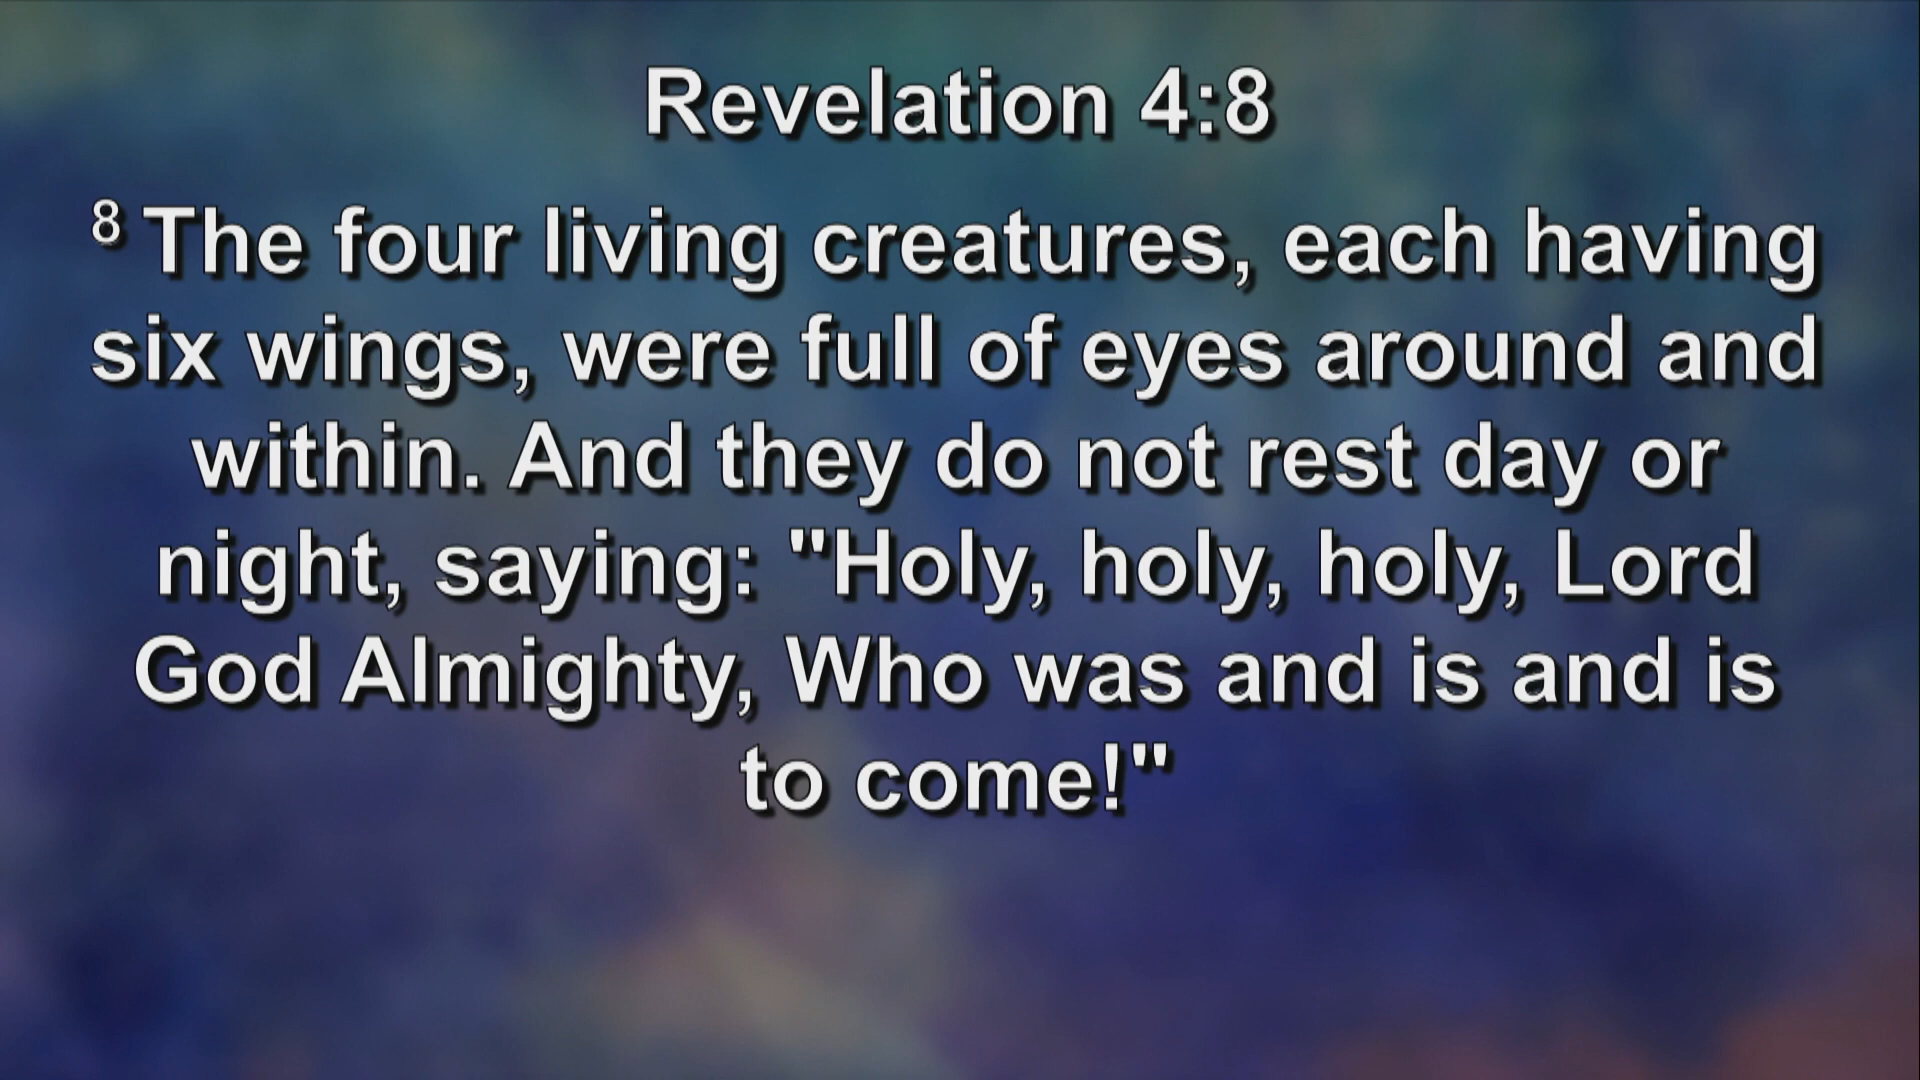 Revelation 4:8
8 The four living creatures, each having
six wings, were full of eyes around and
within. And they do not rest day or
night, saying: "Holy, holy, holy, Lord
God Almighty, Who was and is and is
to come!"